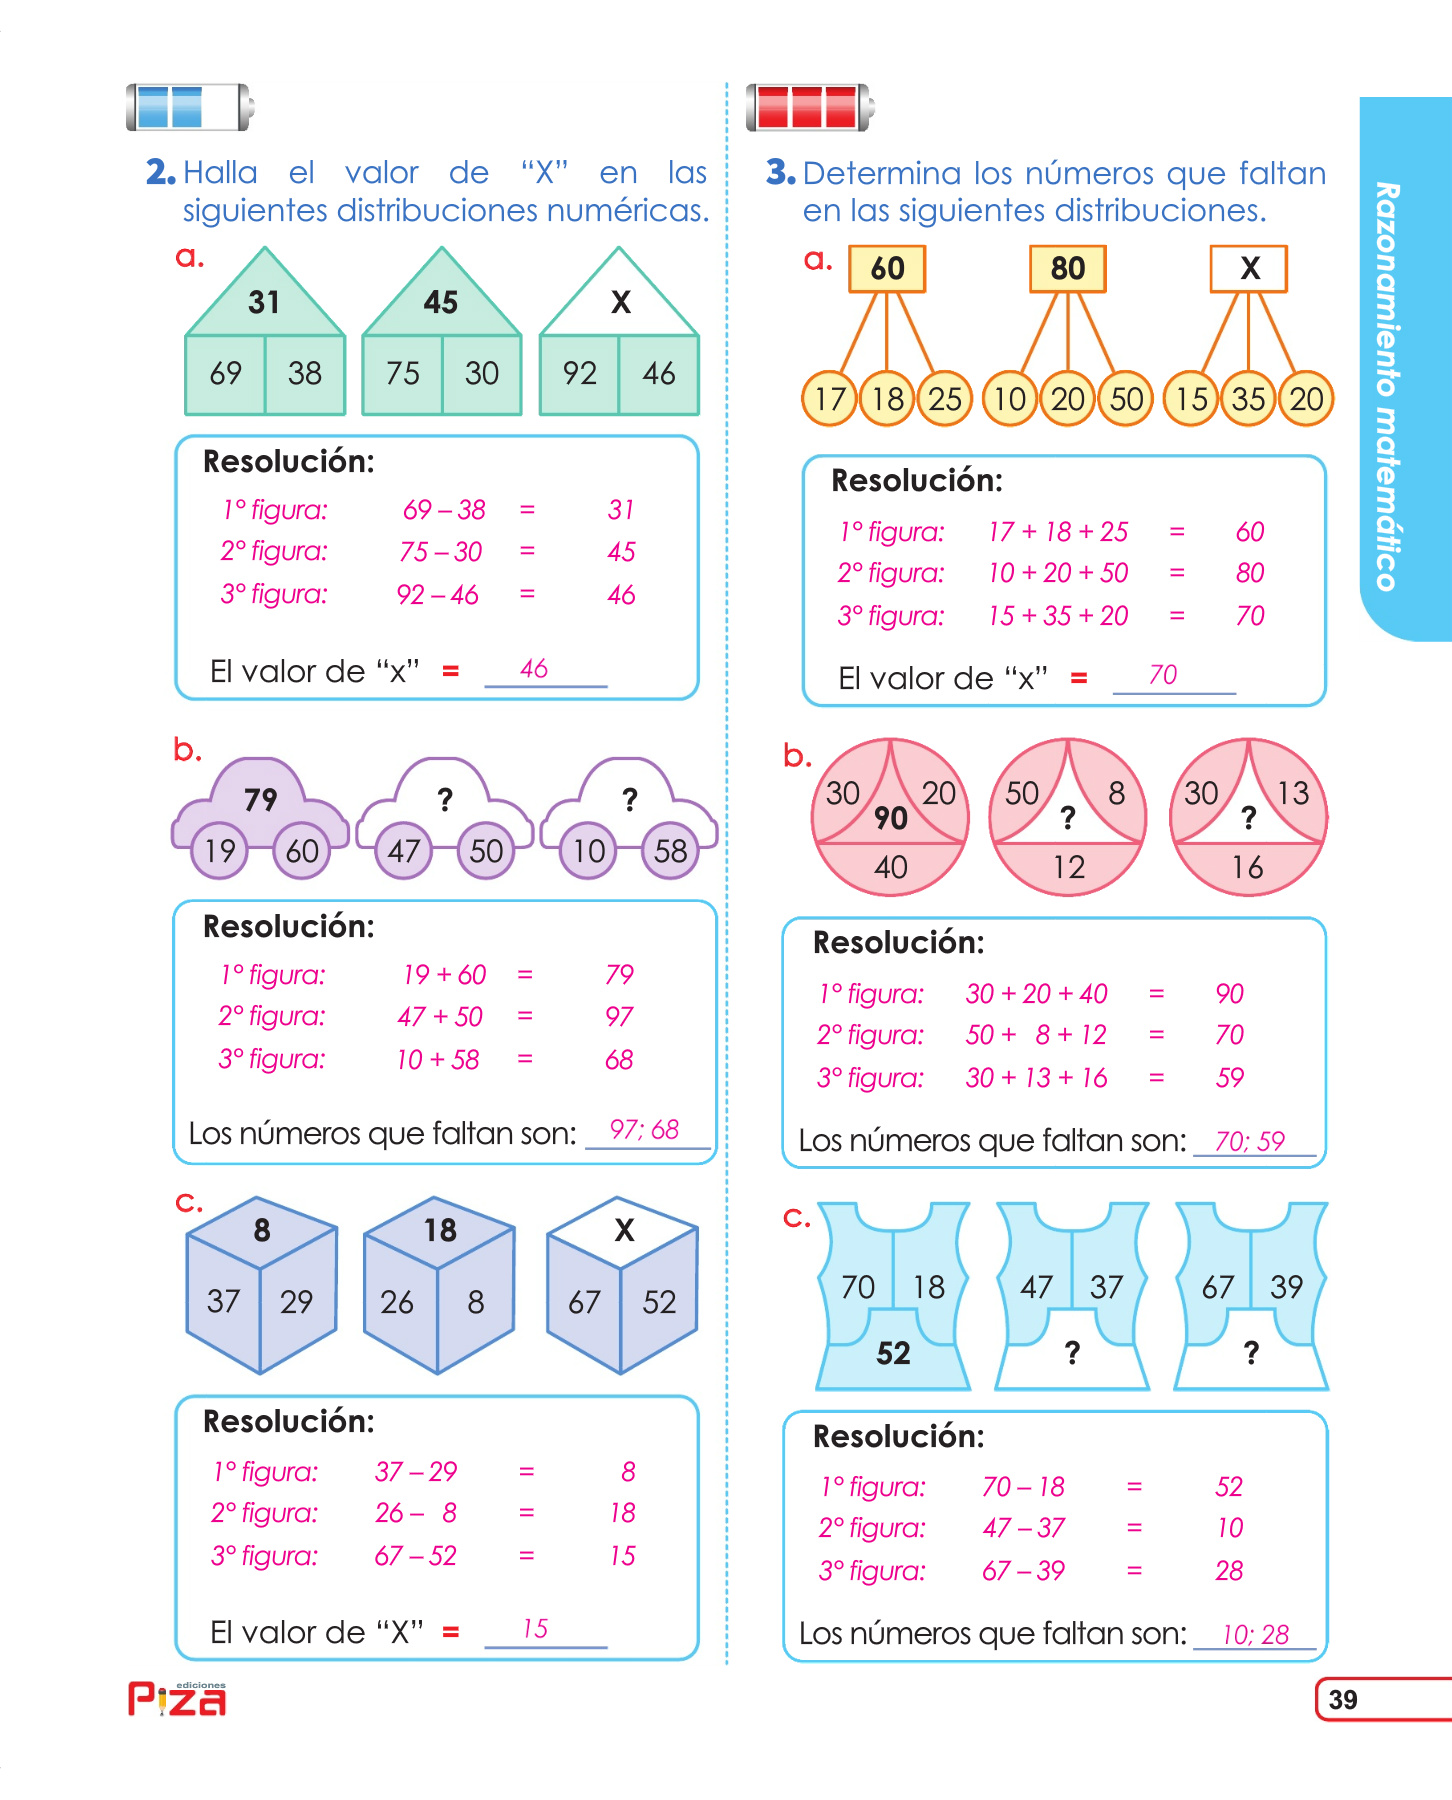 2. Halla el valor de “X” en las
siguientes distribuciones numéricas.
a.
31 45 X
69 38 75 30 92 46
Resolución:
1° figura: 69 – 38 = 31
2° figura: 75 – 30 = 45
3° figura: 92 – 46 = 46
El valor de “x” = 46
b.
79 ? ?
19 60 47 50 10 58
Resolución:
1° figura: 19 + 60 = 79
2° figura: 47 + 50 = 97
3° figura: 10 + 58 = 68
Los números que faltan son: 97; 68
c.
8 18 X
37 29 26 8 67 52
Resolución:
1° figura: 37 – 29 = 8
2° figura: 26 – 8 = 18
3° figura: 67 – 52 = 15
El valor de “X” = 15
3. Determina los números que faltan
en las siguientes distribuciones.
a.
60 80 X
17 18 25 10 20 50 15 35 20
Resolución:
1° figura: 17 + 18 + 25 = 60
2° figura: 10 + 20 + 50 = 80
3° figura: 15 + 35 + 20 = 70
El valor de “x” = 70
b.
30 20 50 8 30 13
90 ? ?
40 12 16
Resolución:
1° figura: 30 + 20 + 40 = 90
2° figura: 50 + 8 + 12 = 70
3° figura: 30 + 13 + 16 = 59
Los números que faltan son: 70; 59
c.
70 18 47 37 67 39
52 ? ?
Resolución:
1° figura: 70 – 18 = 52
2° figura: 47 – 37 = 10
3° figura: 67 – 39 = 28
Los números que faltan son: 10; 28
Razonamiento matemático
ediciones
Piza
39